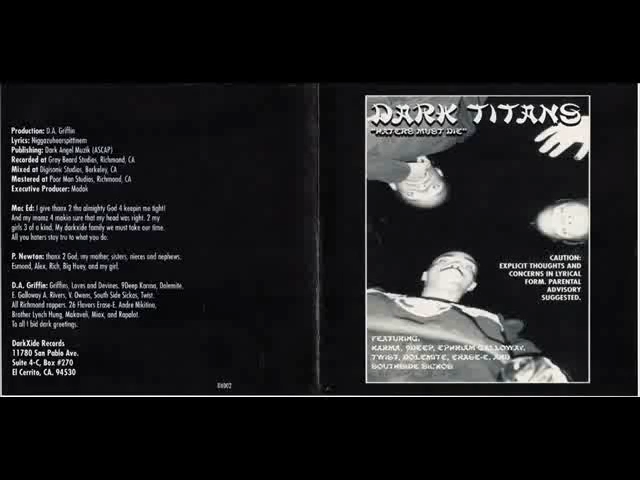 Production: D.A. Griffin
Lyrics: Niggazuhearspittinem
Publishing: Dark Angel Muzik (ASCAP)
Recorded at Gray Beard Studios, Richmond, CA
Mixed at Digisonic Studios, Berkeley, CA
Mastered at Poor Man Studios, Richmond, CA
Executive Producer: Modok
Mac Ed: I give thanx 2 tha almighty God 4 keepin me tight!
And my mamz 4 makin sure that my head was right. 2 my
girls 3 of a kind, My darkxide family we must take our time.
All you haters stay tru to what you do.
P. Newton: thanx 2 God, my mother, sisters, nieces and nephews.
Esmond, Alex, Rich, Big Huey, and my girl.
D.A. Griffin: Griffins, Loves and Devines, 9Deep Karma, Dolemite,
E. Galloway A. Rivers, V. Owens, South Side Sickos, Twist.
All Richmond rappers. 26 Flavors Erase-E. Andre Nikitina,
Brother Lynch Hung, Makaveli, Miex, and Rapalot.
To all I bid dark greetings.
DarkXide Records
11780 San Pablo Ave.
Suite 4-C, Box #270
El Cerrito, CA. 94530
DARK TITANS
"HATERS MUST DIE"
CAUTION:
EXPLICIT THOUGHTS AND
CONCERNS IN LYRICAL
FORM. PARENTAL
ADVISORY
SUGGESTED.
FEATURING,
KARMA, 9DEEP, EPHRIAM GALLOWAY,
TWIST, DOLEMITE, ERASE-E, AND
SOUTHSIDE SICKOS